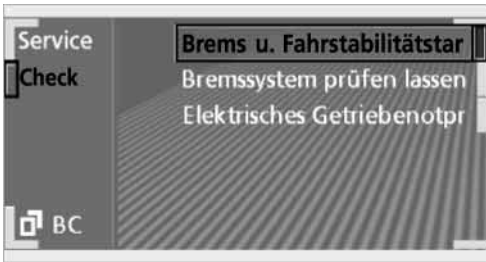 Service
Check
BC
Brems u. Fahrstabilitätstar
Bremssystem prüfen lassen
Elektrisches Getriebenotpr